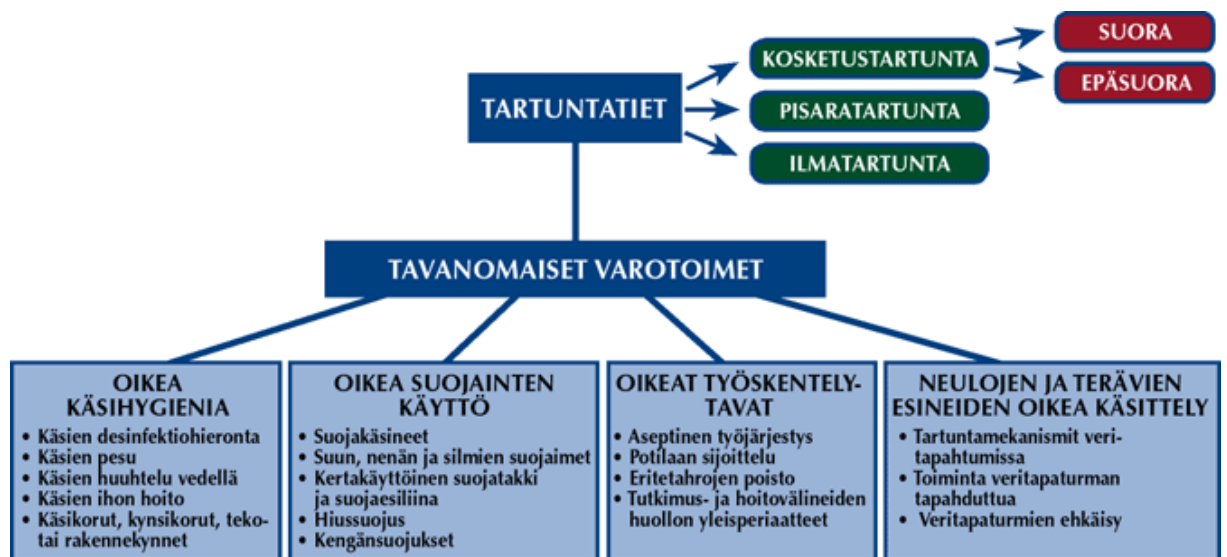 SUORA
KOSKETUSTARTUNTA
EPÄSUORA
TARTUNTATIET
PISARATARTUNTA
ILMATARTUNTA
TAVANOMAISET VAROTOIMET
OIKEA
KÄSIHYGIENIA
• Käsien desinfektiohieronta
• Käsien pesu
• Käsien huuhtelu vedellä
• Käsien ihon hoito
• Käsikorut, kynsikorut, teko-
tai rakennekynnet
OIKEA SUOJAINTEN
KÄYTTÖ
• Suojakäsineet
• Suun, nenän ja silmien suojaimet
• Kertakäyttöinen suojatakki
ja suojaesiliina
• Hiussuojus
• Kengänsuojukset
OIKEAT TYÖSKENTELY-
TAVAT
• Aseptinen työjärjestys
• Potilaan sijoittelu
• Eritetahrojen poisto
• Tutkimus- ja hoitovälineiden
huollon yleisperiaatteet
NEULOJEN JA TERÄVIEN
ESINEIDEN OIKEA KÄSITTELY
• Tartuntamekanismit veri-
tapahtumissa
• Toiminta veritapaturman
tapahduttua
• Veritapaturmien ehkäisy